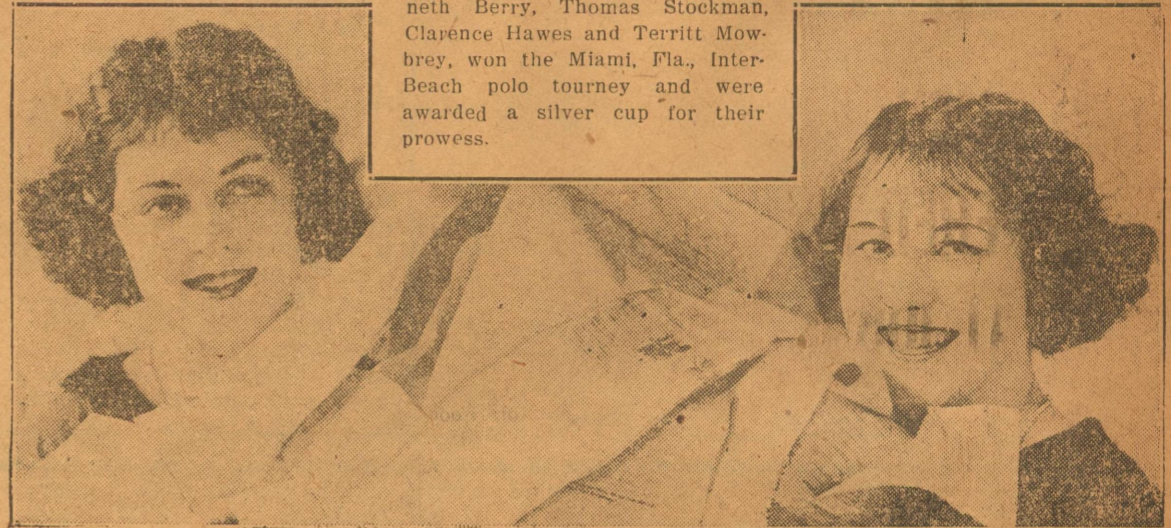 neth Berry, Thomas Stockman,
Clarence Hawes and Territt Mow-
brey, won the Miami, Fla., Inter-
Beach polo tourney and were
awarded a silver cup for their
prowess.